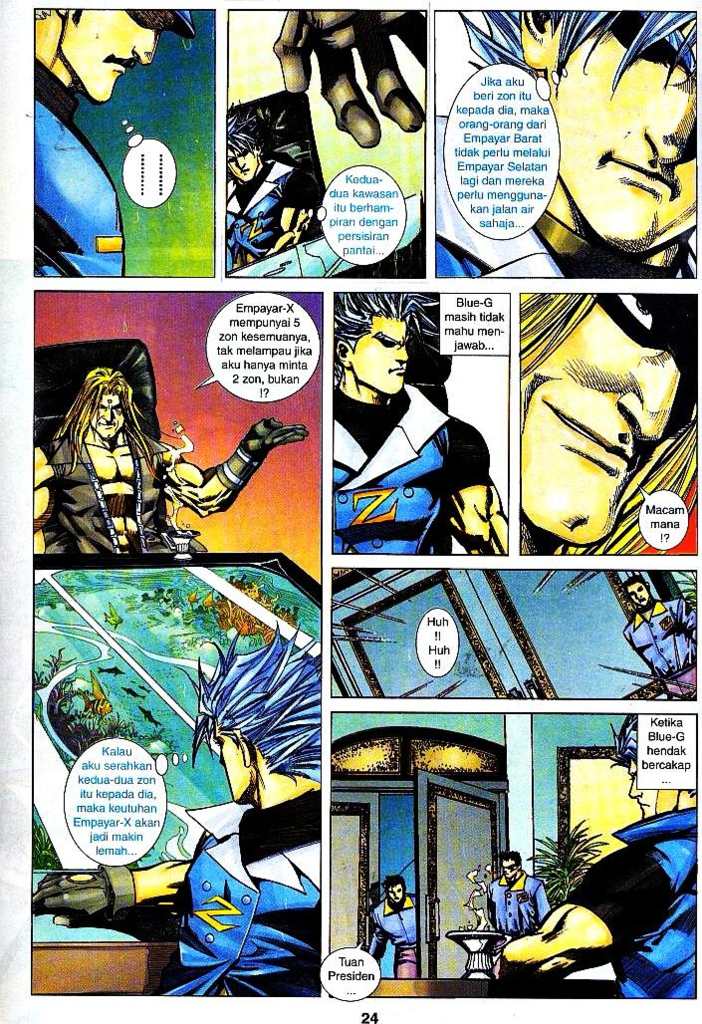 Kedua-
dua kawasan
itu berham-
piran dengan
persisiran
pantai...
Jika aku
beri zon itu
kepada dia, maka
orang-orang dari
Empayar Barat
tidak perlu melalui
Empayar Selatan
lagi dan mereka
perlu mengguna-
kan jalan air
sahaja...
Empayar-X
mempunyai 5
zon kesemuanya,
tak melampau jika
aku hanya minta
2 zon, bukan
!?
Blue-G
masih tidak
mahu men-
jawab...
Macam
mana
!?
Z
Kalau
aku serahkan
kedua-dua zon
itu kepada dia,
maka keutuhan
Empayar-X akan
jadi makin
lemah...
Z
Huh
!!
Huh
!!
Ketika
Blue-G
hendak
bercakap
...
Tuan
Presiden
...
24